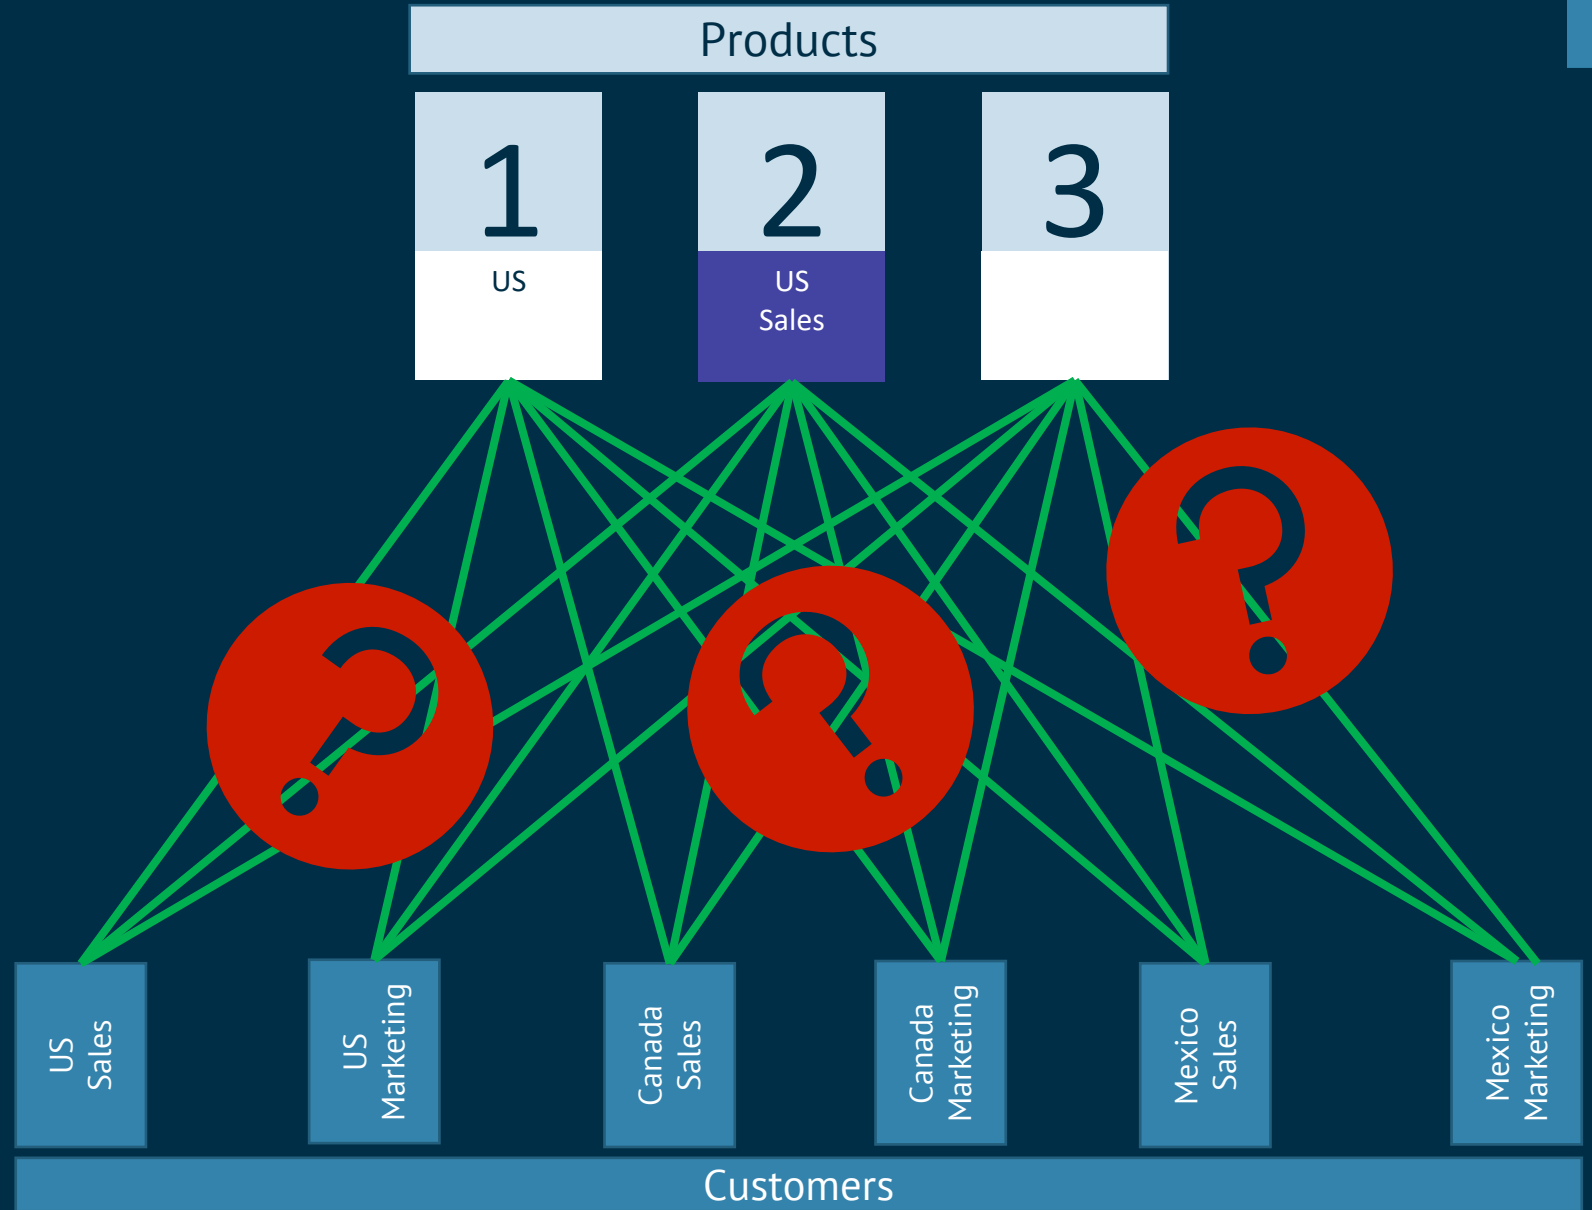 Products
1
2
3
US
US
Sales
?
?
?
US
Sales
US
Marketing
Canada
Sales
Canada
Marketing
Mexico
Sales
Mexico
Marketing
Customers